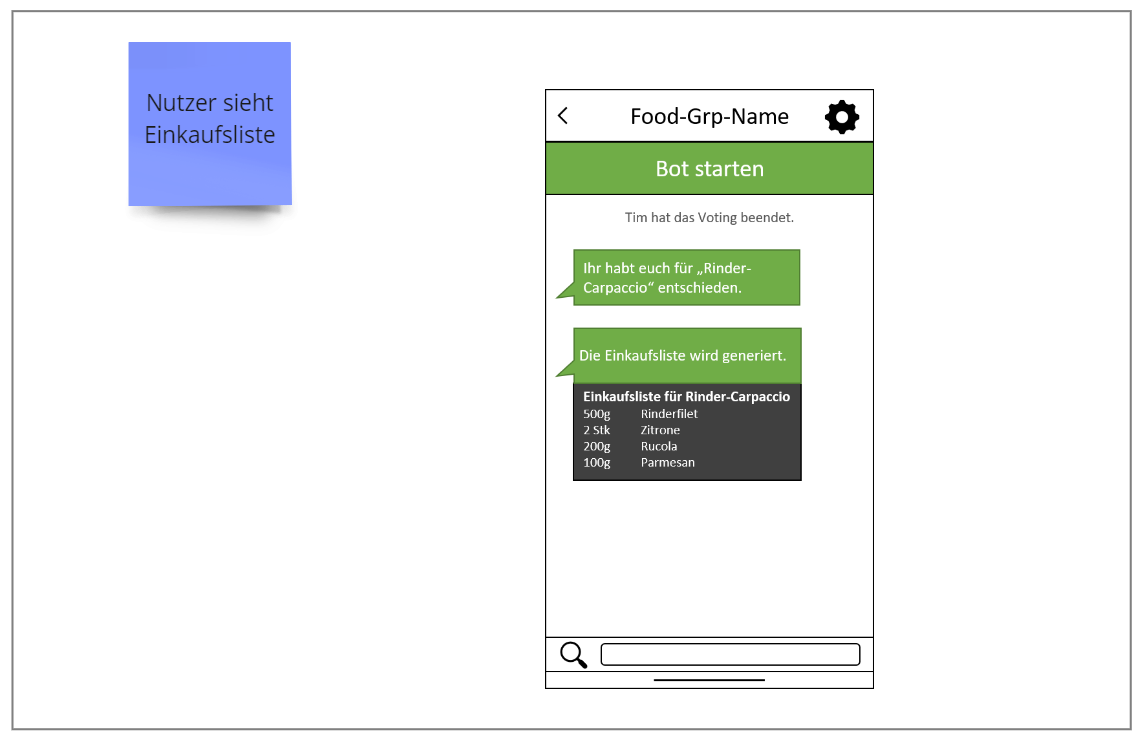 Nutzer sieht
Einkaufsliste
Food-Grp-Name
Bot starten
Tim hat das Voting beendet.
Ihr habt euch für „Rinder-
Carpaccio“ entschieden.
Die Einkaufsliste wird generiert.
Einkaufsliste für Rinder-Carpaccio
500g Rinderfilet
2 Stk Zitrone
200g Rucola
100g Parmesan